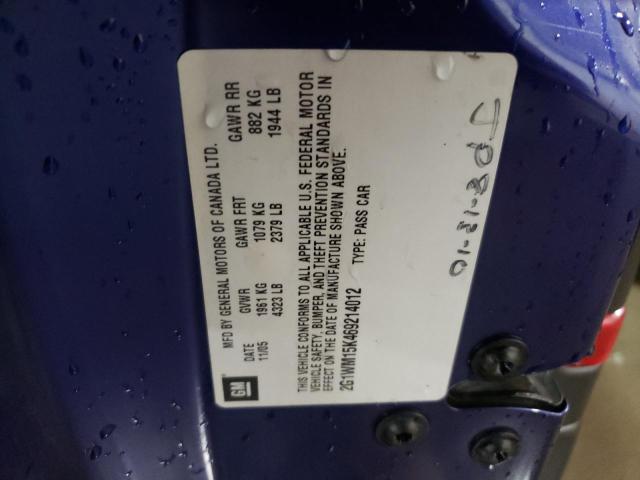 MFD BY GENERAL MOTORS OF CANADA LTD.
DATE GVWR GAWR FRT GAWR RR
11/05 1961 KG 1079 KG 882 KG
4323 LB 2379 LB 1944 LB
GM
THIS VEHICLE CONFORMS TO ALL APPLICABLE U.S. FEDERAL MOTOR
VEHICLE SAFETY, BUMPER, AND THEFT PREVENTION STANDARDS IN
EFFECT ON THE DATE OF MANUFACTURE SHOWN ABOVE.
2G1WM15K469214012 TYPE: PASS CAR